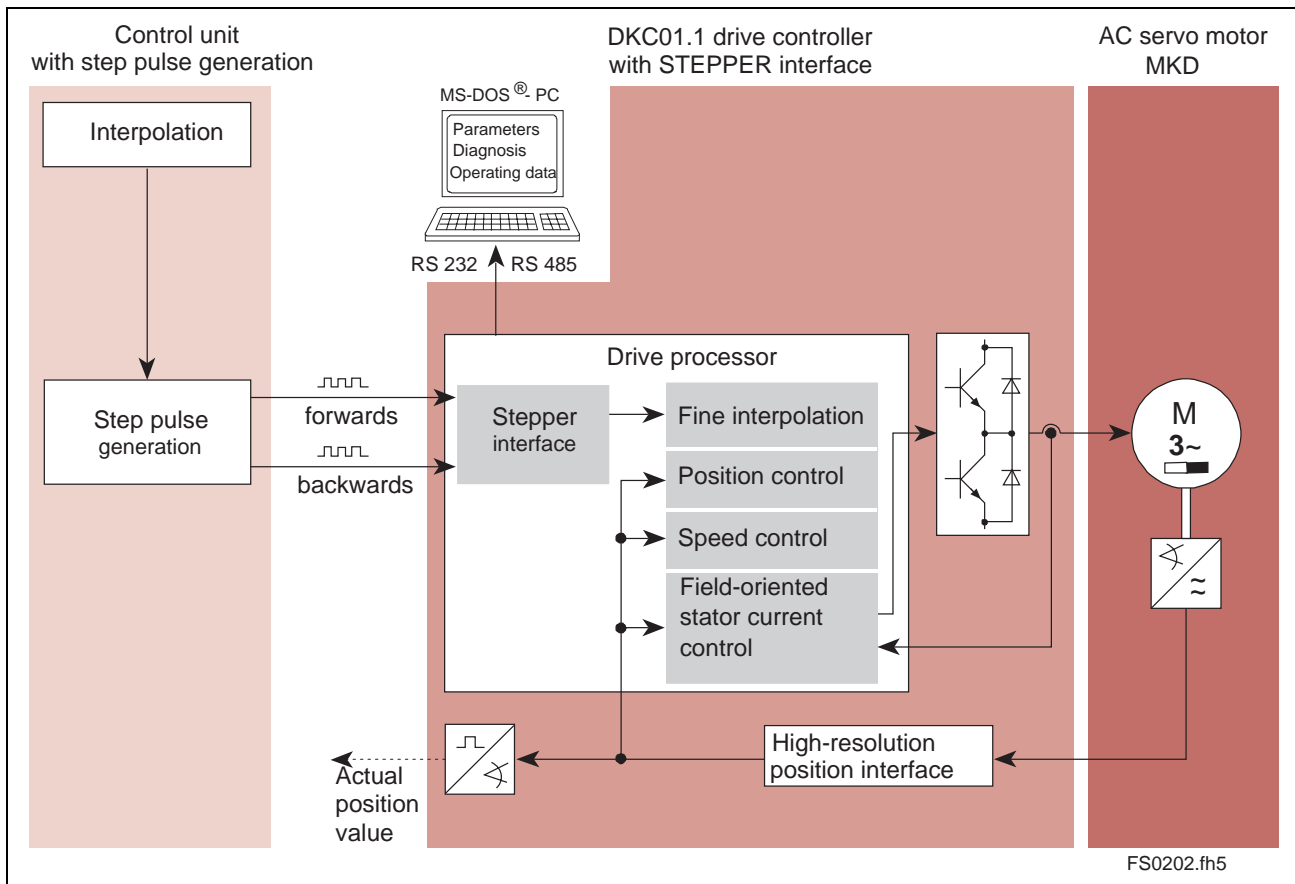 Control unit
with step pulse generation
DKC01.1 drive controller
with STEPPER interface
AC servo motor
MKD
MS-DOS ® - PC
Parameters
Diagnosis
Operating data
Interpolation
RS 232
RS 485
Drive processor
Step pulse
generation
forwards
backwards
Stepper
interface
Fine interpolation
Position control
Speed control
Field-oriented
stator current
control
M
3~
≈
High-resolution
position interface
Actual
position
value
FS0202.fh5